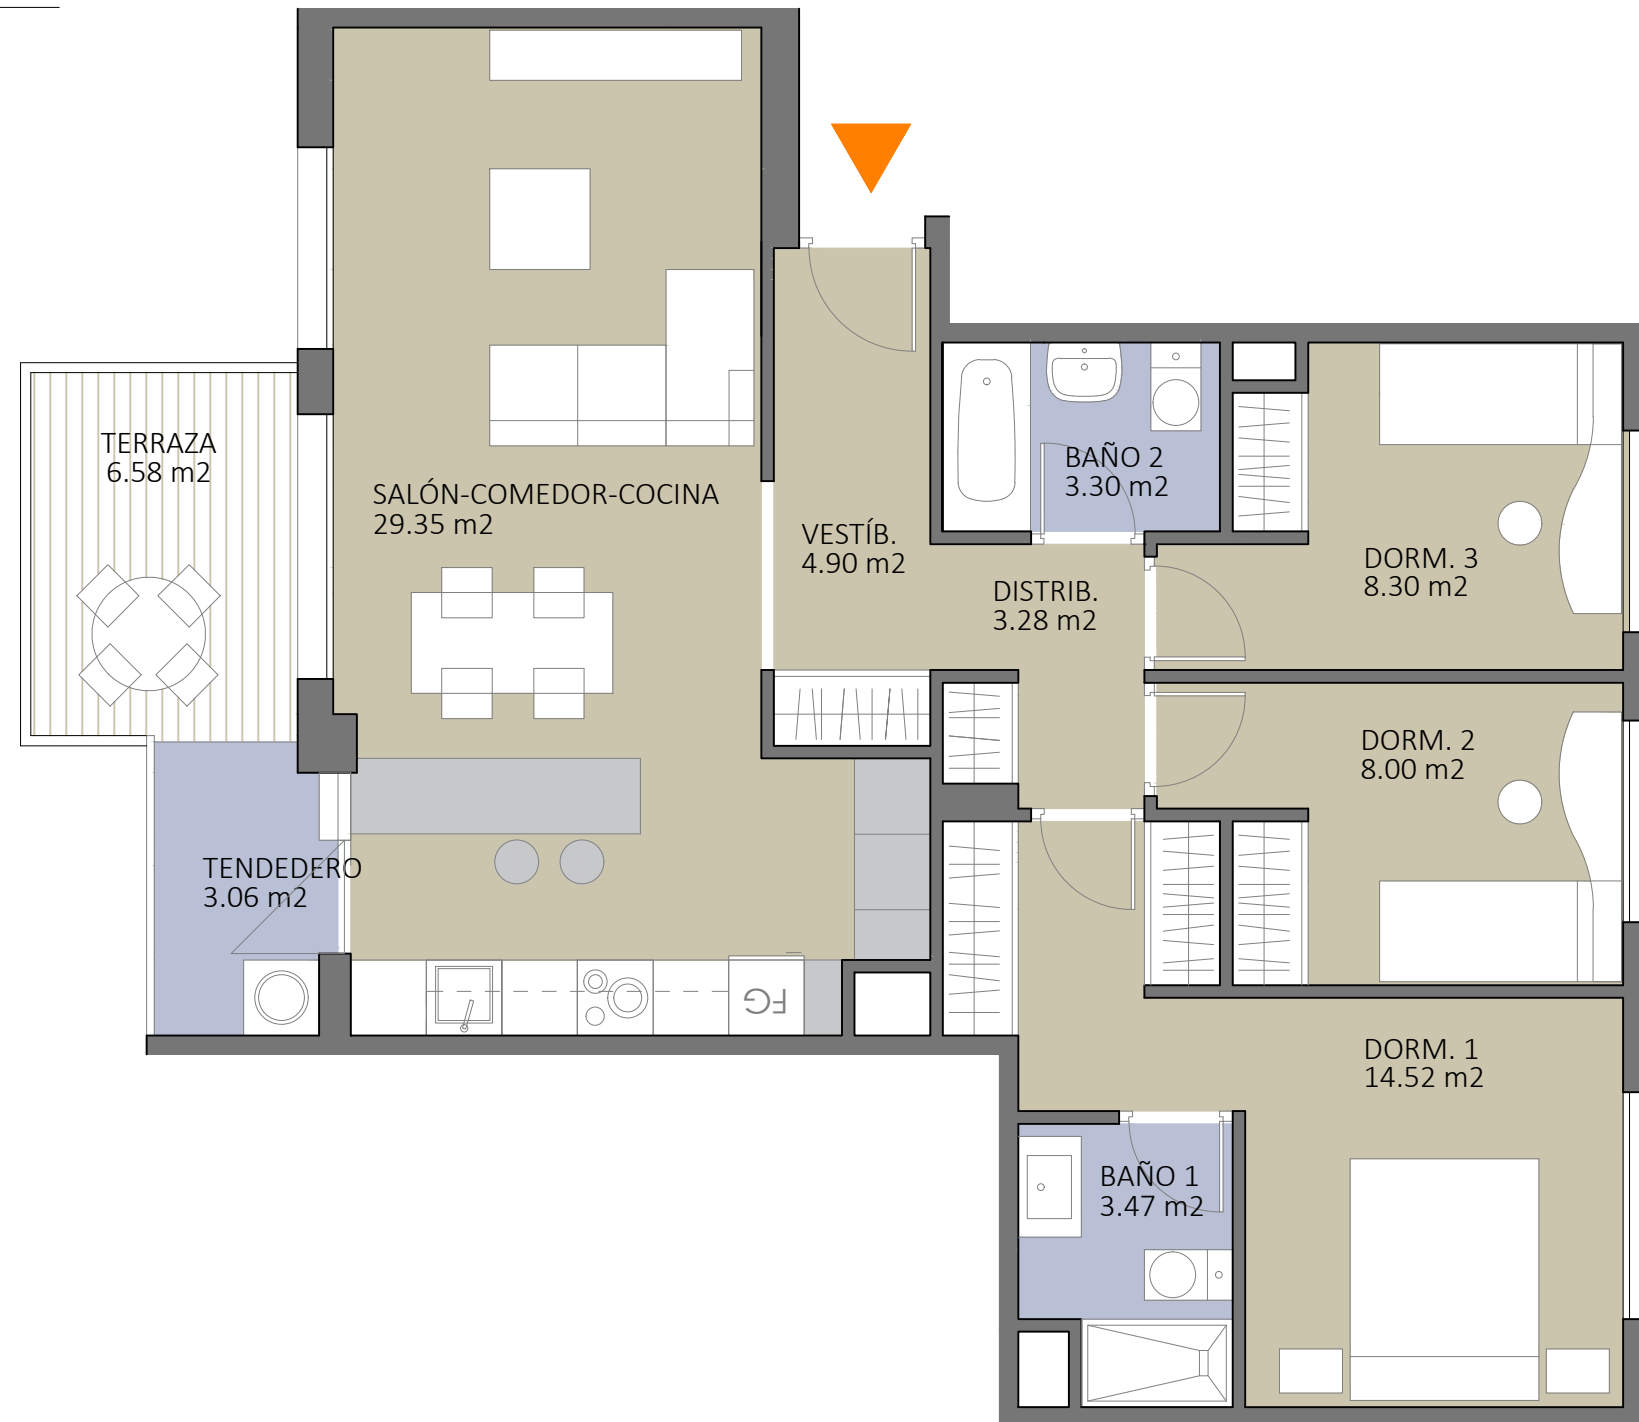 TERRAZA
6.58 m2
SALÓN-COMEDOR-COCINA
29.35 m2
VESTÍB.
4.90 m2
BAÑO 2
3.30 m2
DISTRIB.
3.28 m2
DORM. 3
8.30 m2
DORM. 2
8.00 m2
TENDEDERO
3.06 m2
FG
DORM. 1
14.52 m2
BAÑO 1
3.47 m2